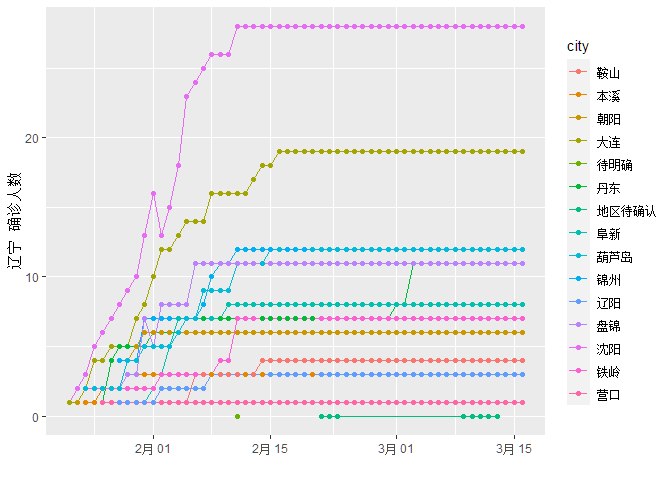 辽宁 确诊人数
20
10
0
2月 01
2月 15
3月 01
3月 15
city
鞍山
本溪
朝阳
大连
待明确
丹东
地区待确认
阜新
葫芦岛
锦州
辽阳
盘锦
沈阳
铁岭
营口